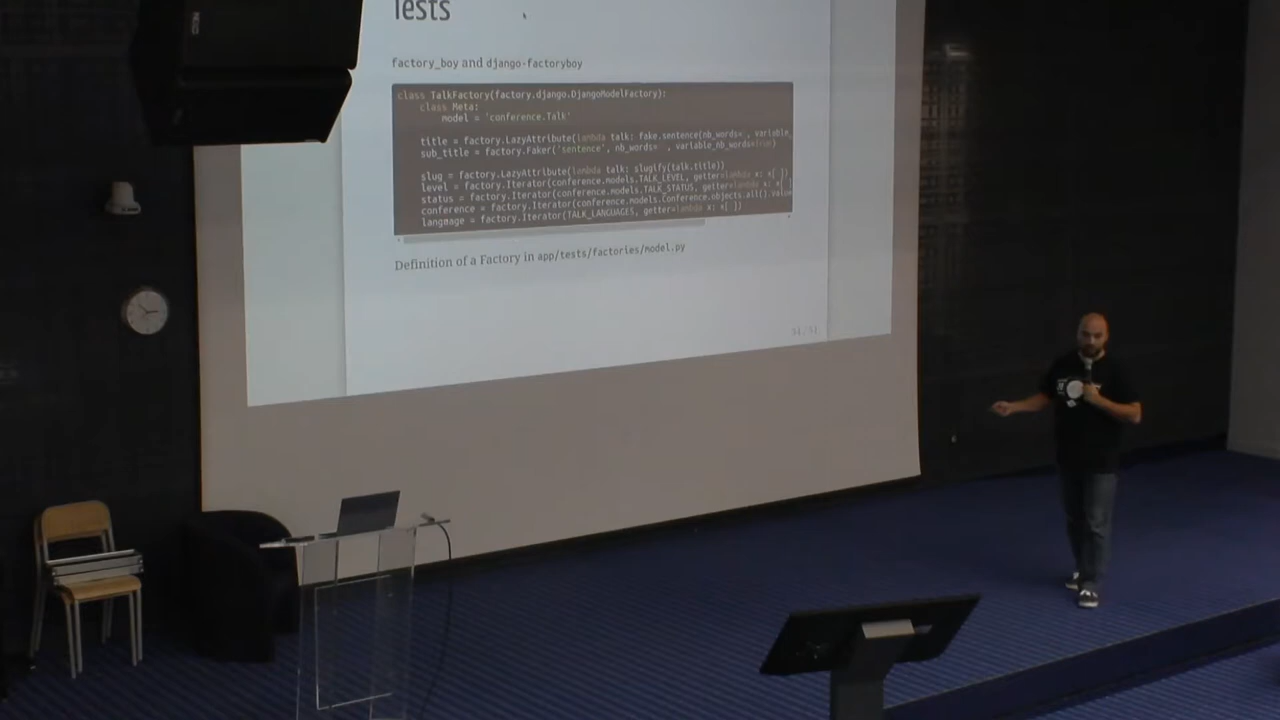 Tests
factory_boy and django-factoryboy
class TalkFactory(factory.django.DjangoModelFactory):
class Meta:
model = 'conference.Talk'
title = factory.LazyAttribute(lambda talk: fake.sentence(nb_words= , variable_
sub_title = factory.Faker('sentence', nb_words= , variable_nb_words=True)
slug = factory.LazyAttribute(lambda talk: slugify(talk.title))
level = factory.Iterator(conference.models.TALK_LEVEL, getter=lambda x: x[ ])
status = factory.Iterator(conference.models.TALK_STATUS, getter=lambda x: x[
conference = factory.Iterator(conference.models.Conference.objects.all().valu
language = factory.Iterator(TALK_LANGUAGES, getter=lambda x: x[ ])
Definition of a Factory in app/tests/factories/model.py